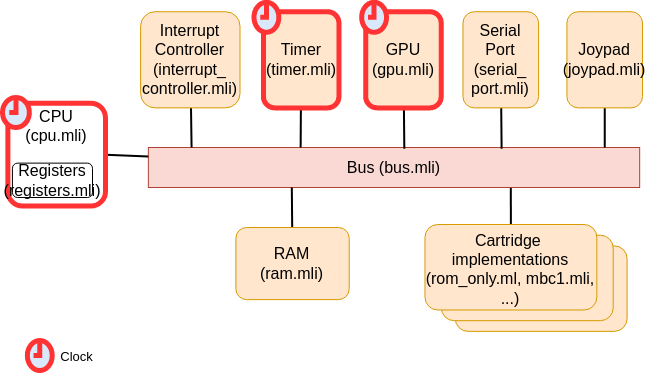 Interrupt
Controller
(interrupt_
controller.mli)
Timer
(timer.mli)
GPU
(gpu.mli)
Serial
Port
(serial_
port.mli)
Joypad
(joypad.mli)
CPU
(cpu.mli)
Registers
(registers.mli)
Bus (bus.mli)
RAM
(ram.mli)
Cartridge
implementations
(rom_only.ml, mbc1.mli,
...)
Clock